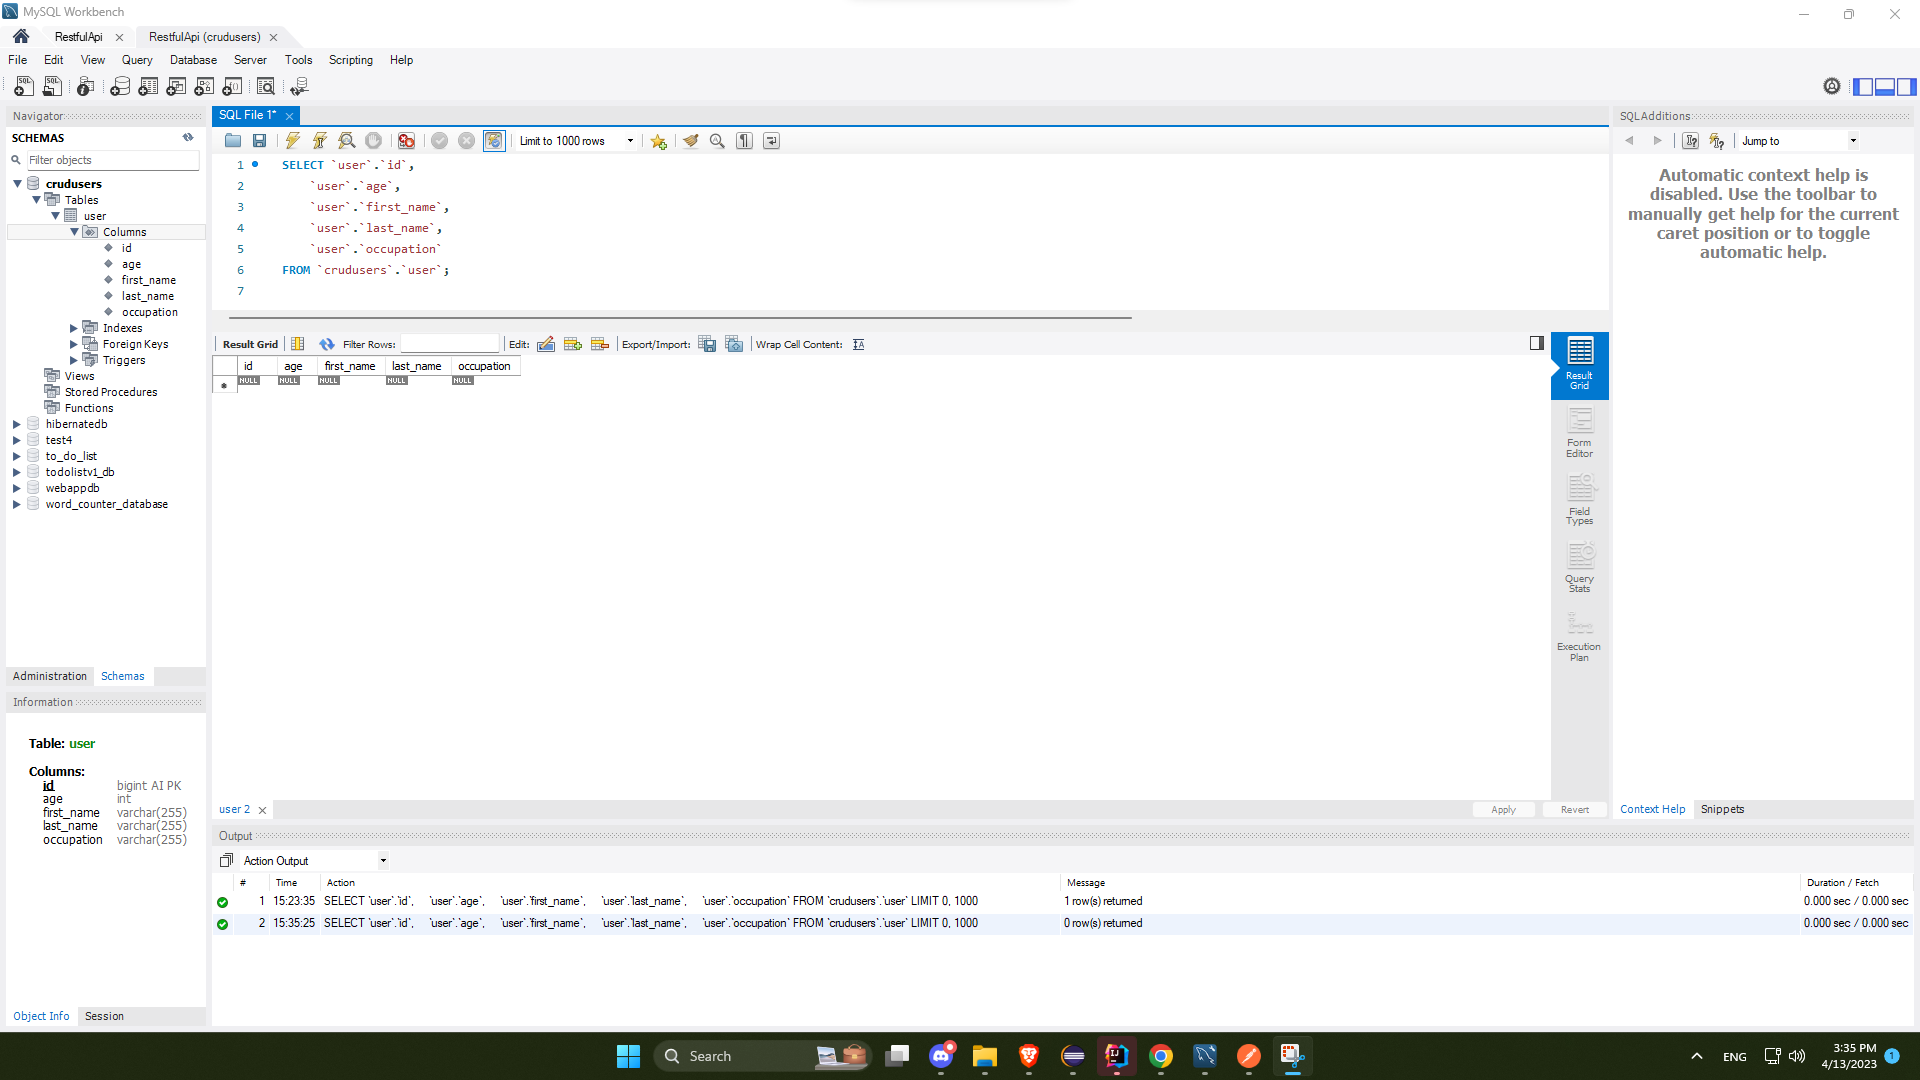 MySQL Workbench
RestfulApi
RestfulApi (crudusers)
File Edit View Query Database Server Tools Scripting Help
Navigator
SCHEMAS
Filter objects
crudusers
Tables
user
Columns
id
age
first_name
last_name
occupation
Indexes
Foreign Keys
Triggers
Views
Stored Procedures
Functions
hibernatedb
test4
to_do_list
todolistv1_db
webappdb
word_counter_database
Administration Schemas
Information
Table: user
Columns:
id bigint AI PK
age int
first_name varchar(255)
last_name varchar(255)
occupation varchar(255)
Object Info Session
SQL File 1*
Limit to 1000 rows
1 SELECT `user`.`id`,
2 `user`.`age`,
3 `user`.`first_name`,
4 `user`.`last_name`,
5 `user`.`occupation`
6 FROM `crudusers`.`user`;
7
Result Grid Filter Rows: Edit: Export/Import: Wrap Cell Content:
id age first_name last_name occupation
NULL NULL NULL NULL NULL
Result Grid
Form Editor
Field Types
Query Stats
Execution Plan
user 2
Apply Revert
SQLAdditions
Jump to
Automatic context help is
disabled. Use the toolbar to
manually get help for the current
caret position or to toggle
automatic help.
Context Help Snippets
Output
Action Output
# Time Action Message Duration / Fetch
1 15:23:35 SELECT `user`.`id`, `user`.`age`, `user`.`first_name`, `user`.`last_name`, `user`.`occupation` FROM `crudusers`.`user` LIMIT 0, 1000 1 row(s) returned 0.000 sec / 0.000 sec
2 15:35:25 SELECT `user`.`id`, `user`.`age`, `user`.`first_name`, `user`.`last_name`, `user`.`occupation` FROM `crudusers`.`user` LIMIT 0, 1000 0 row(s) returned 0.000 sec / 0.000 sec
Search
ENG
3:35 PM
4/13/2023
1